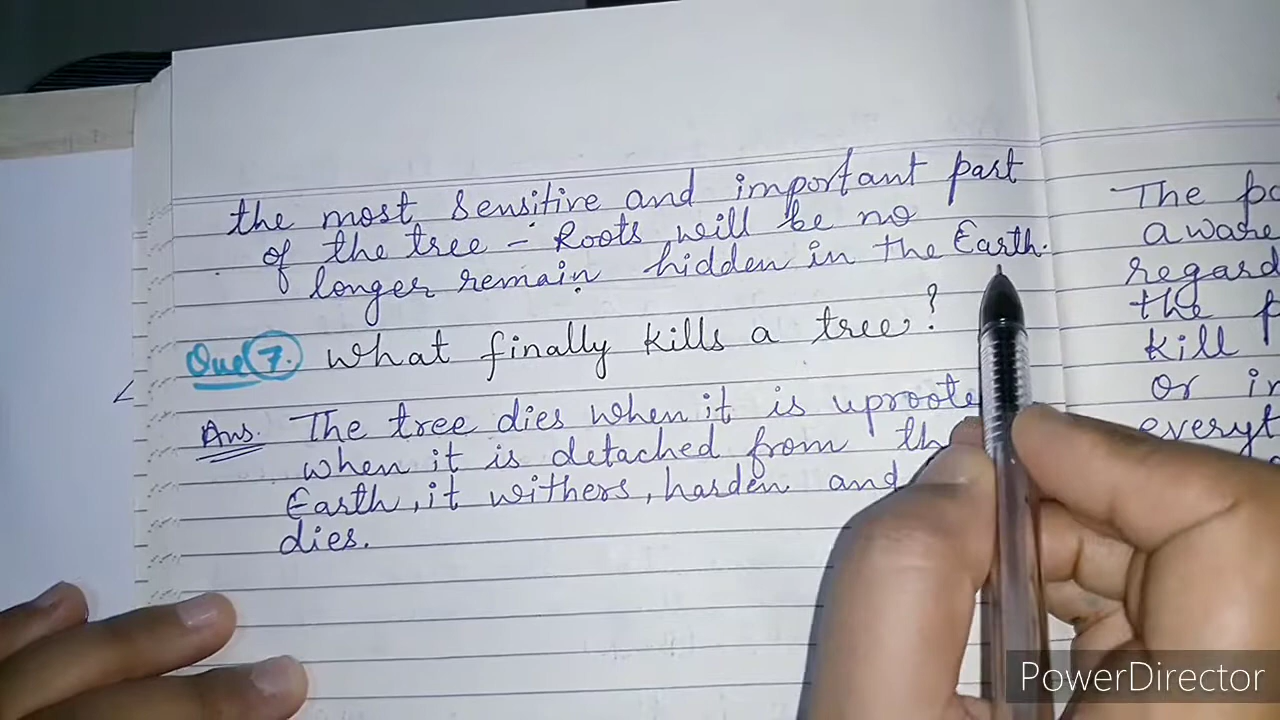 the most sensitive and important part
of the tree – Roots will be no
longer remain hidden in the Earth.
Que 7. What finally kills a tree?
Ans. The tree dies when it is uproote
when it is detached from th
Earth, it withers, harden and
dies.
The
aware
regard
the
kill
or
everyt
PowerDirector